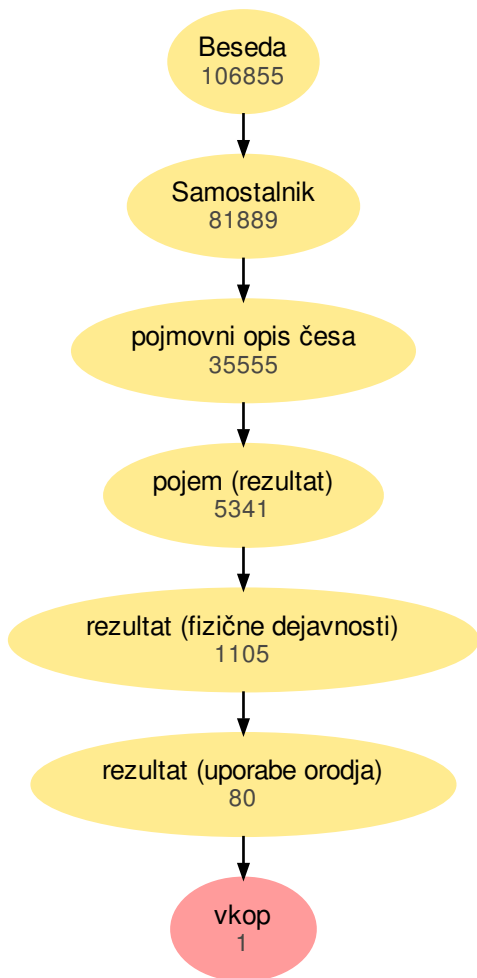 Beseda
106855
Samostalnik
81889
pojmovni opis česa
35555
pojem (rezultat)
5341
rezultat (fizične dejavnosti)
1105
rezultat (uporabe orodja)
80
vkop
1